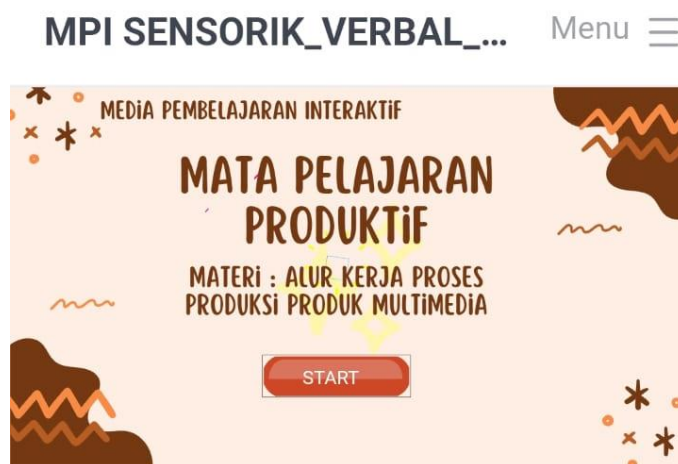 MPI SENSORIK_VERBAL_...
Menu
MEDiA PEMBELAJARAN INTERAKTiF
MATA PELAJARAN
PRODUKTiF
MATERi : ALUR KERJA PROSES
PRODUKSi PRODUK MULTiMEDiA
START